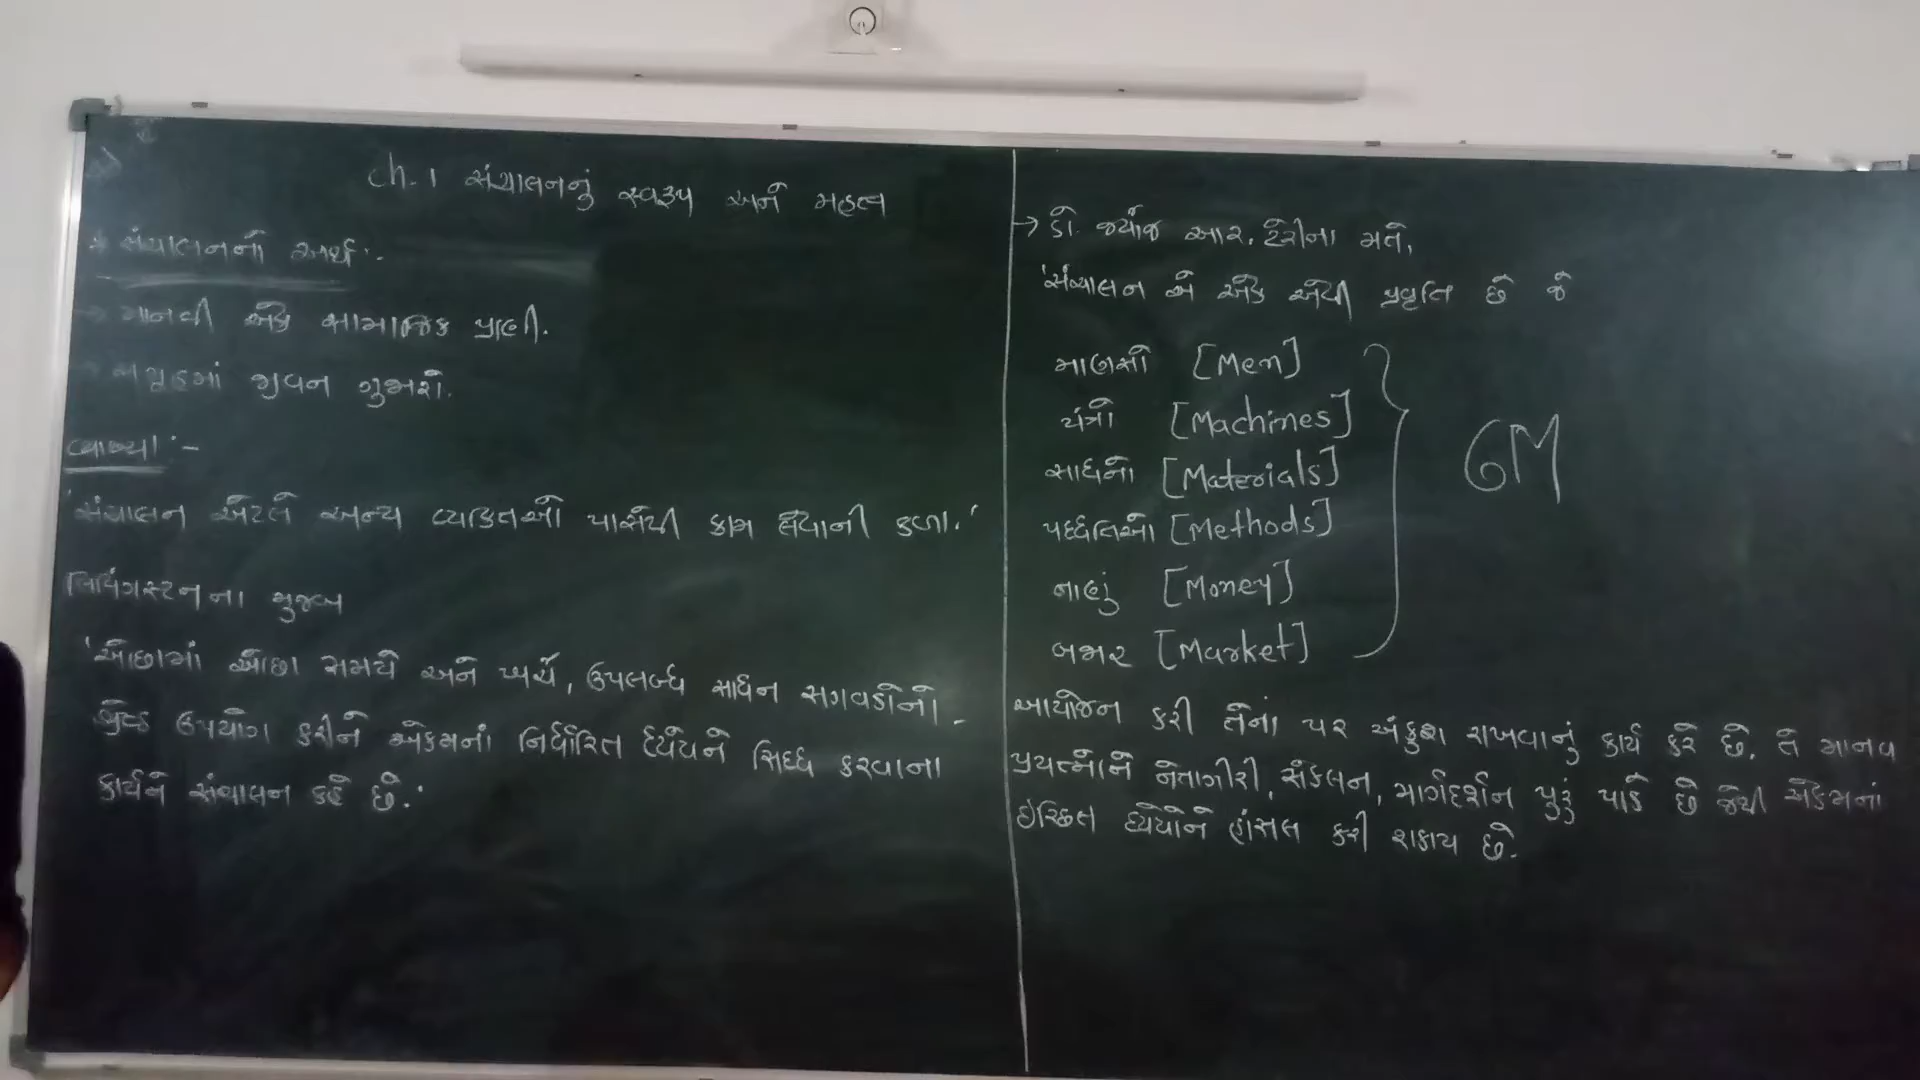 ch. 1 સંચાલનનું સ્વરૂપ અને મહત્વ
* સંચાલનનો અર્થ :-
→ માનવી એક સામાજિક પ્રાણી.
→ સમૂહમાં જીવન ગુજારે.
વ્યાખ્યા :-
'સંચાલન એટલે અન્ય વ્યકિતઓ પાસેથી કામ લેવાની કળા.'
લિવિંગસ્ટનના મુજબ
'ઓછામાં ઓછા સમયે અને ખર્ચે, ઉપલબ્ધ સાધન સગવડોનો
ઉપયોગ કરીને એકમનાં નિર્ધારિત ધ્યેયને સિદ્ધ કરવાના
કાર્યને સંચાલન કહે છે.'
→ ડો. જ્યોર્જ આર. ટેરીના મતે,
'સંચાલન એ એક એવી પ્રવૃતિ છે જે
માણસો [Men]
યંત્રો [Machines]
સાધનો [Materials]
પદ્ધતિઓ [Methods]
નાણું [Money]
બજાર [Market]
6M
આયોજન કરી તેનાં પર અંકુશ રાખવાનું કાર્ય કરે છે. તે માનવ
પ્રયત્નોને નેતાગીરી, સંકલન, માર્ગદર્શન પુરું પાડે છે જેથી એકમનાં
ઇચ્છિત ધ્યેયોને હાંસલ કરી શકાય છે.